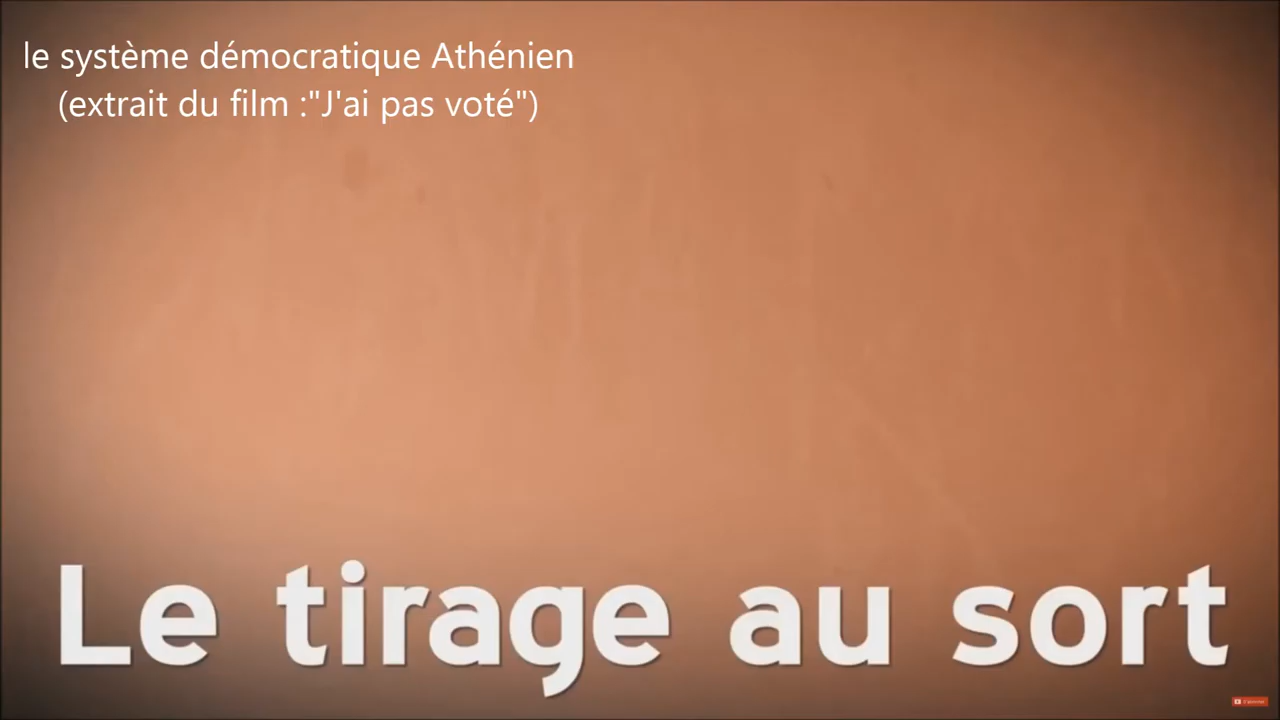 le système démocratique Athénien
(extrait du film :"J'ai pas voté")
Le tirage au sort